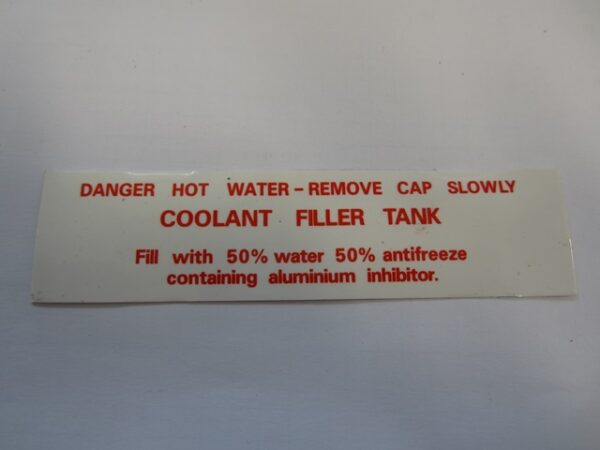 DANGER HOT WATER – REMOVE CAP SLOWLY
COOLANT FILLER TANK
Fill with 50% water 50% antifreeze
containing aluminium inhibitor.